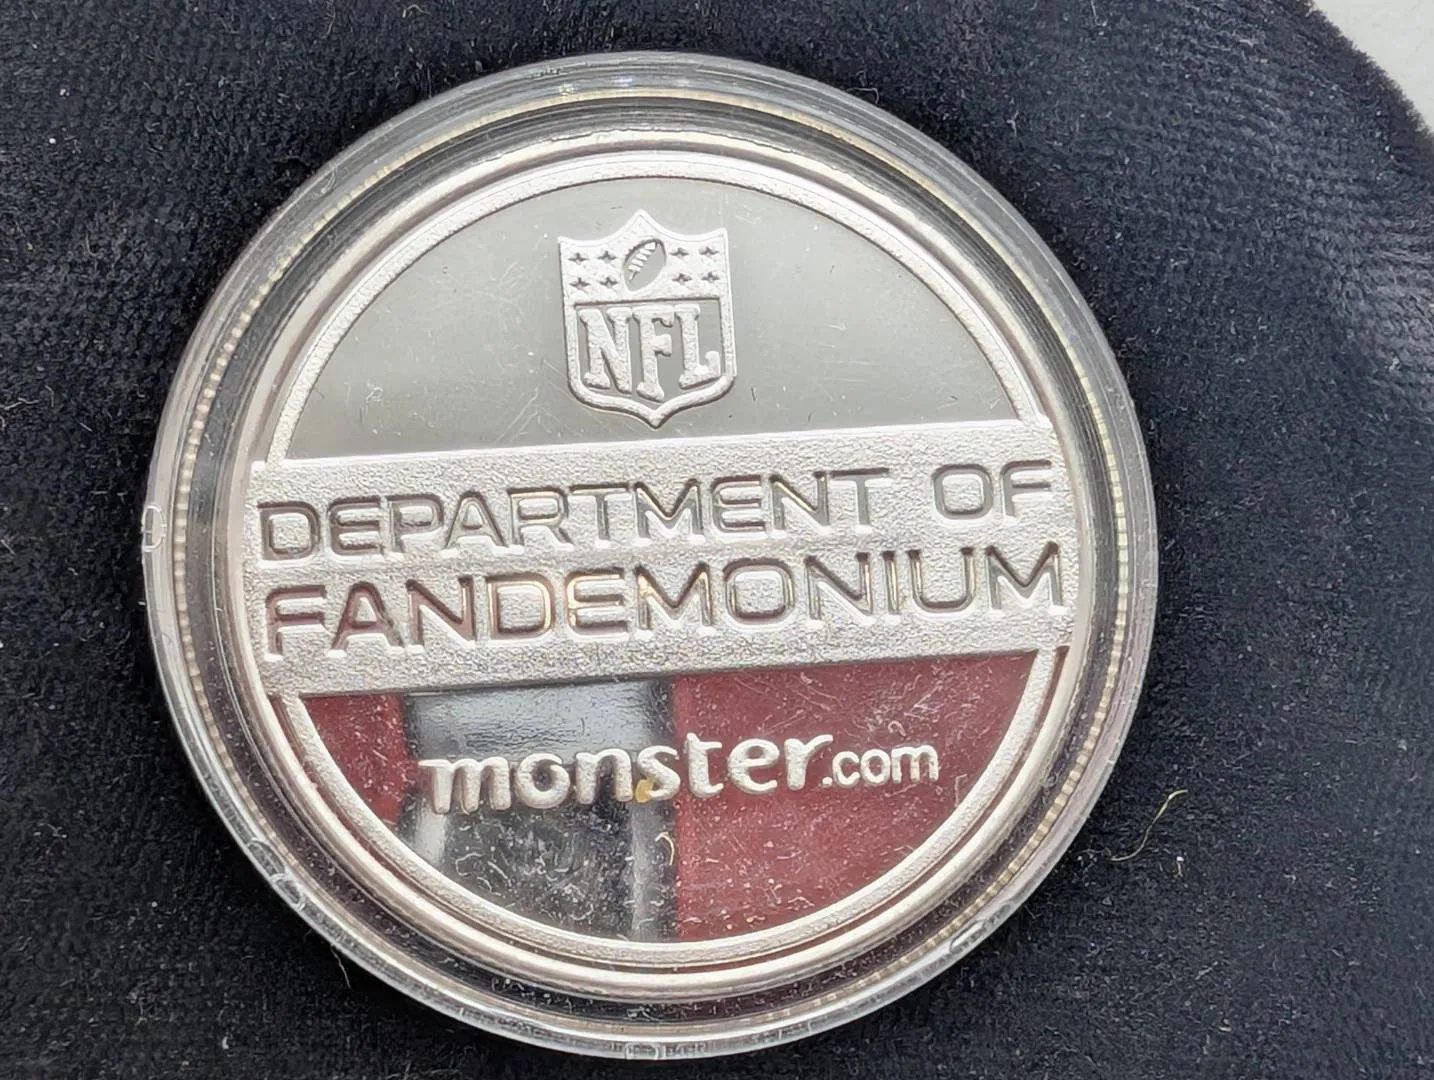 NFL
DEPARTMENT OF
FANDEMONIUM
monster.com